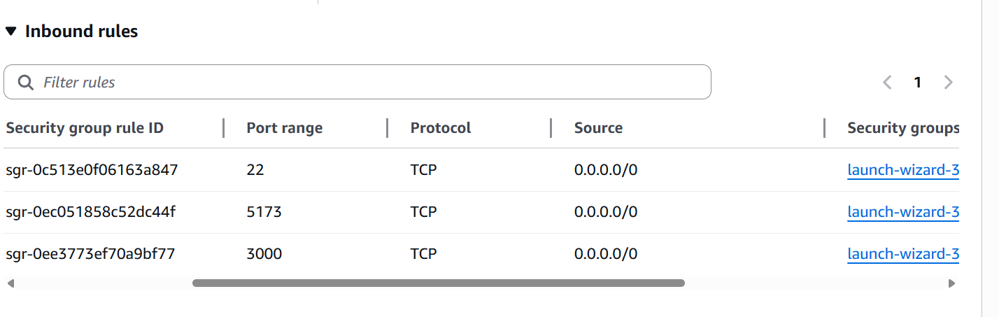 Inbound rules
Filter rules
1
Security group rule ID Port range Protocol Source Security groups
sgr-0c513e0f06163a847 22 TCP 0.0.0.0/0 launch-wizard-3
sgr-0ec051858c52dc44f 5173 TCP 0.0.0.0/0 launch-wizard-3
sgr-0ee3773ef70a9bf77 3000 TCP 0.0.0.0/0 launch-wizard-3